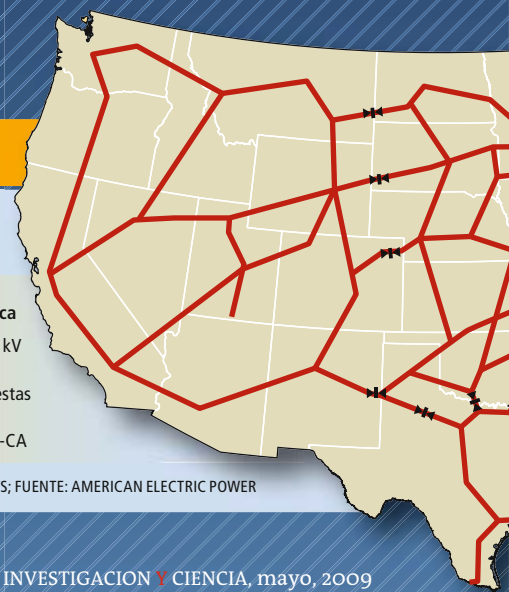 ca
kV
estas
-CA
S; FUENTE: AMERICAN ELECTRIC POWER
INVESTIGACION Y CIENCIA, mayo, 2009